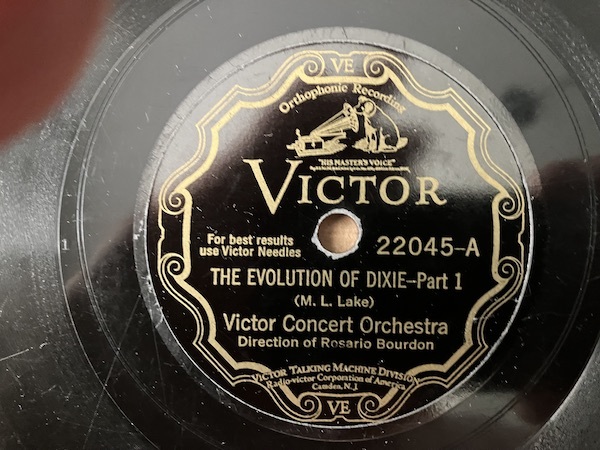 VE
Orthophonic Recording
"HIS MASTER'S VOICE"
VICTOR
For best results
use Victor Needles
22045-A
THE EVOLUTION OF DIXIE-Part 1
(M. L. Lake)
Victor Concert Orchestra
Direction of Rosario Bourdon
VICTOR TALKING MACHINE DIVISION
Radio-Victor Corporation of America
Camden, N.J.
VE